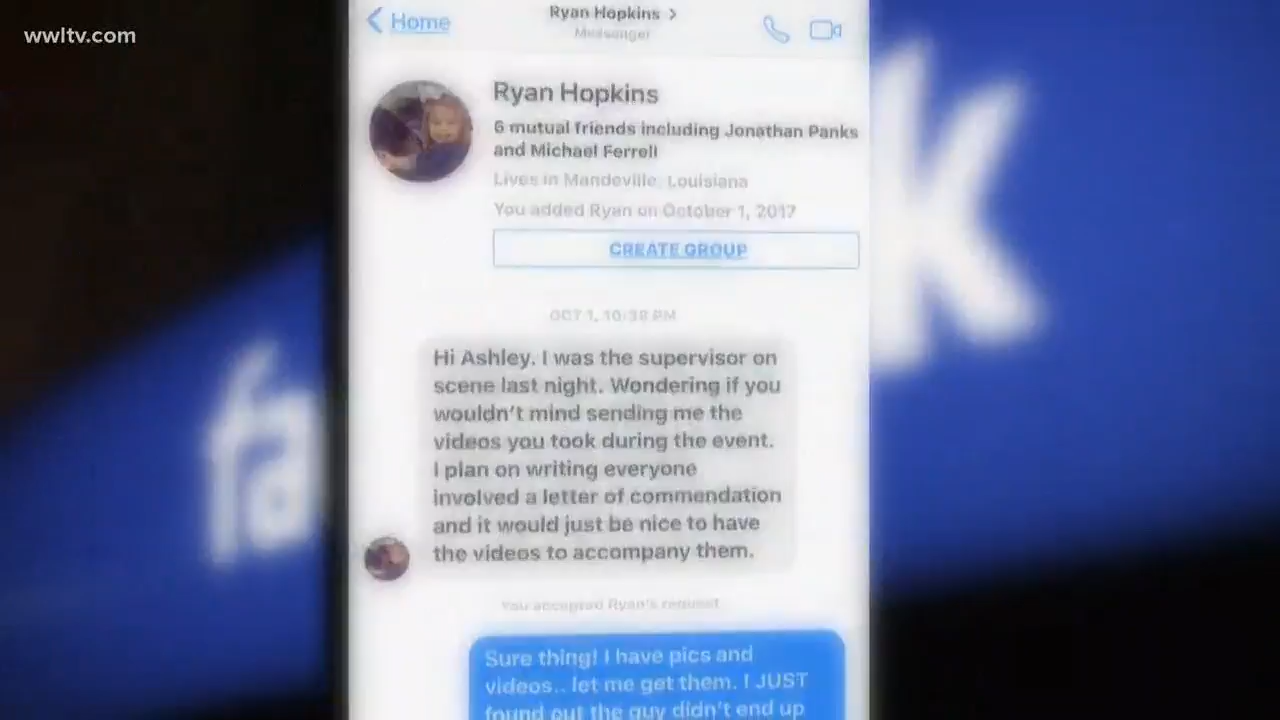 wwltv.com
Home
Ryan Hopkins >
Messenger
Ryan Hopkins
6 mutual friends including Jonathan Panks
and Michael Ferrell
Lives in Mandeville, Louisiana
You added Ryan on October 1, 2017
CREATE GROUP
OCT 1, 10:38 PM
Hi Ashley. I was the supervisor on
scene last night. Wondering if you
wouldn't mind sending me the
videos you took during the event.
I plan on writing everyone
involved a letter of commendation
and it would just be nice to have
the videos to accompany them.
You accepted Ryan's request
Sure thing! I have pics and
videos.. let me get them. I JUST
found out the guy didn't end up
fa
k